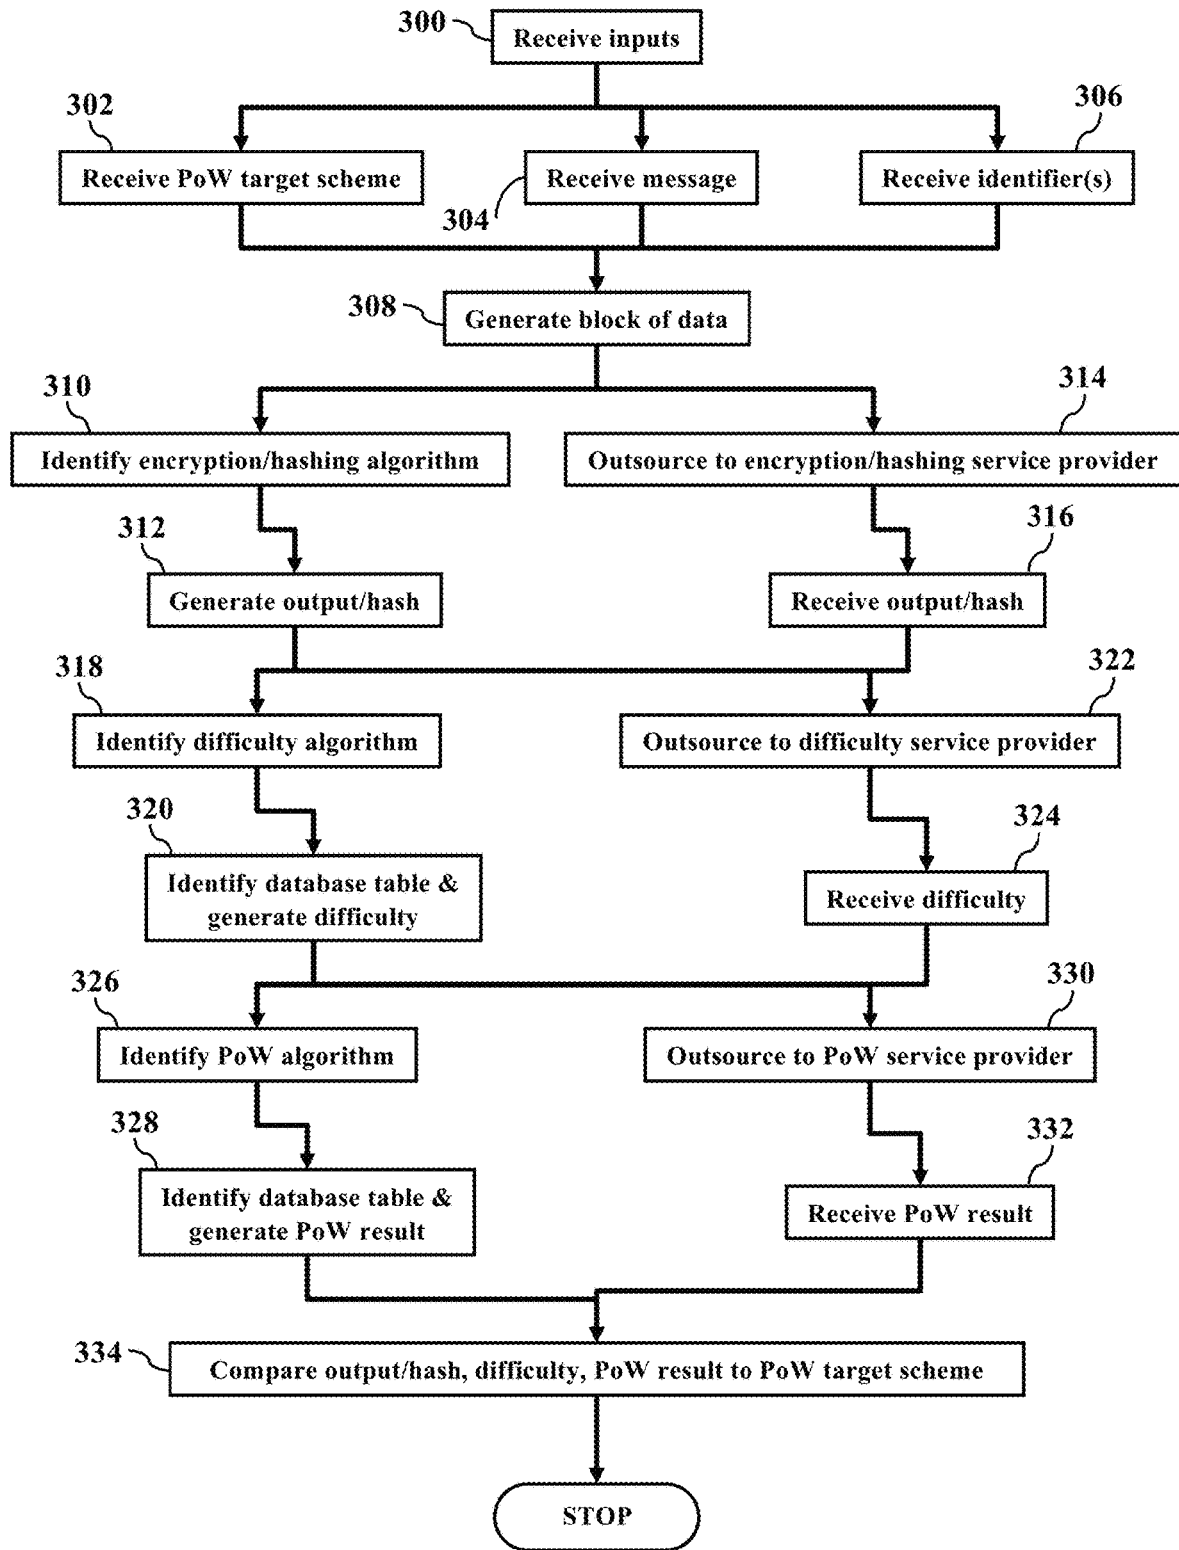 300
Receive inputs
302
306
Receive PoW target scheme
Receive message
Receive identifier(s)
304
308
Generate block of data
310
314
Identify encryption/hashing algorithm
Outsource to encryption/hashing service provider
312
316
Generate output/hash
Receive output/hash
318
322
Identify difficulty algorithm
Outsource to difficulty service provider
320
324
Identify database table &
generate difficulty
Receive difficulty
326
330
Identify PoW algorithm
Outsource to PoW service provider
328
332
Identify database table &
generate PoW result
Receive PoW result
334
Compare output/hash, difficulty, PoW result to PoW target scheme
STOP